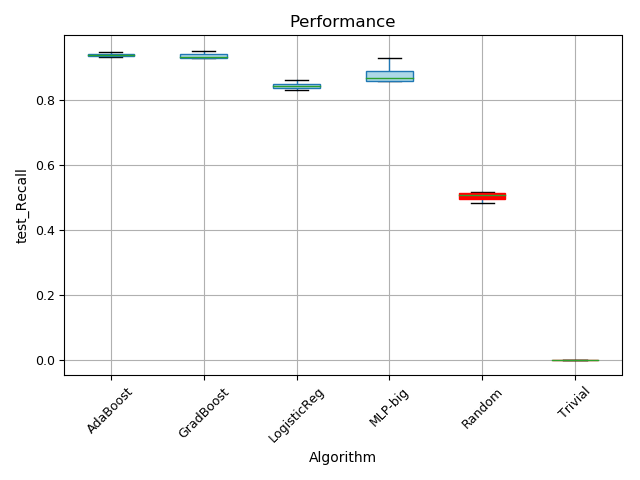 Performance
test_Recall
0.8
0.6
0.4
0.2
0.0
AdaBoost
GradBoost
LogisticReg
MLP-big
Random
Trivial
Algorithm